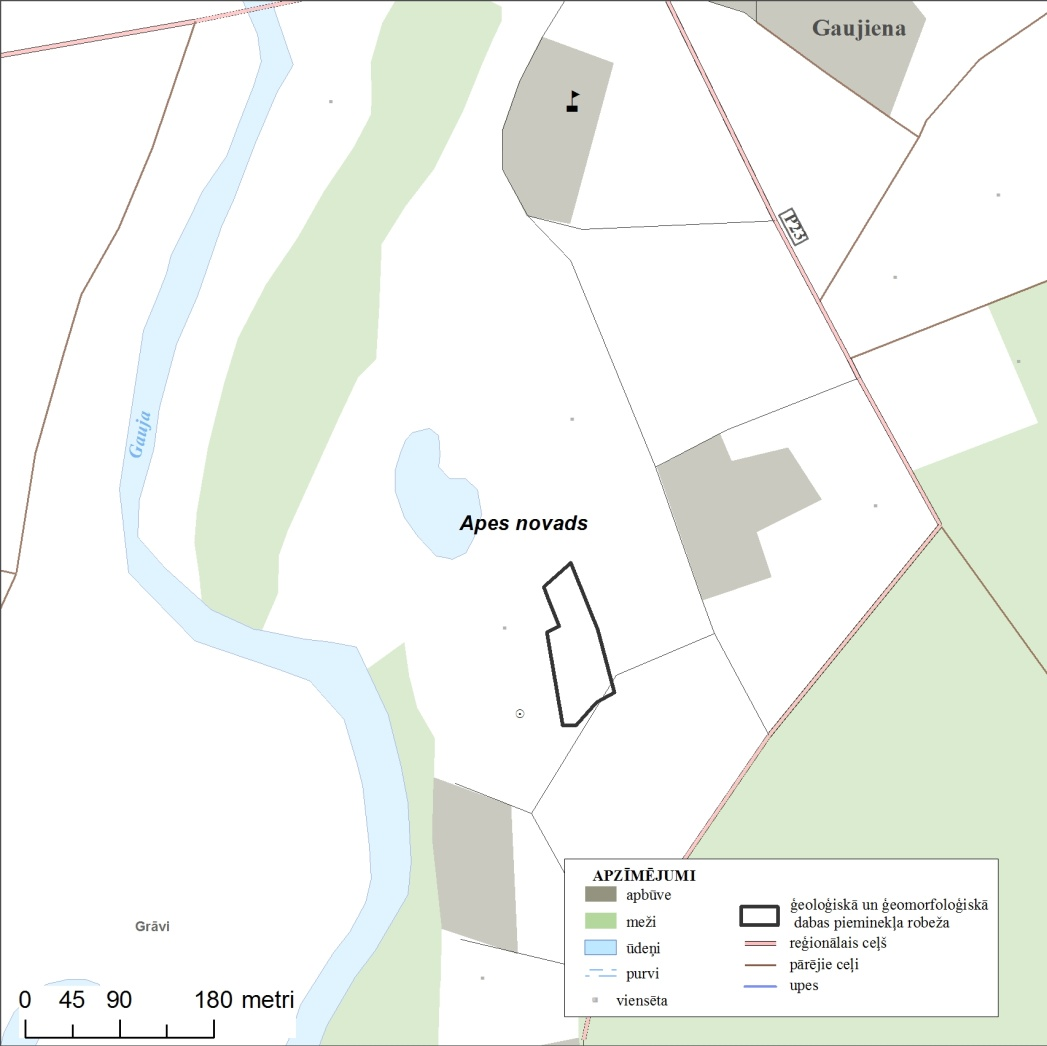 Gaujiena
P23
Gauja
Apes novads
Grāvi
0 45 90 180 metri
APZĪMĒJUMI
apbūve
meži
ūdeņi
purvi
viensēta
ģeoloģiskā un ģeomorfoloģiskā
dabas pieminekļa robeža
reģionālais ceļš
pārējie ceļi
upes